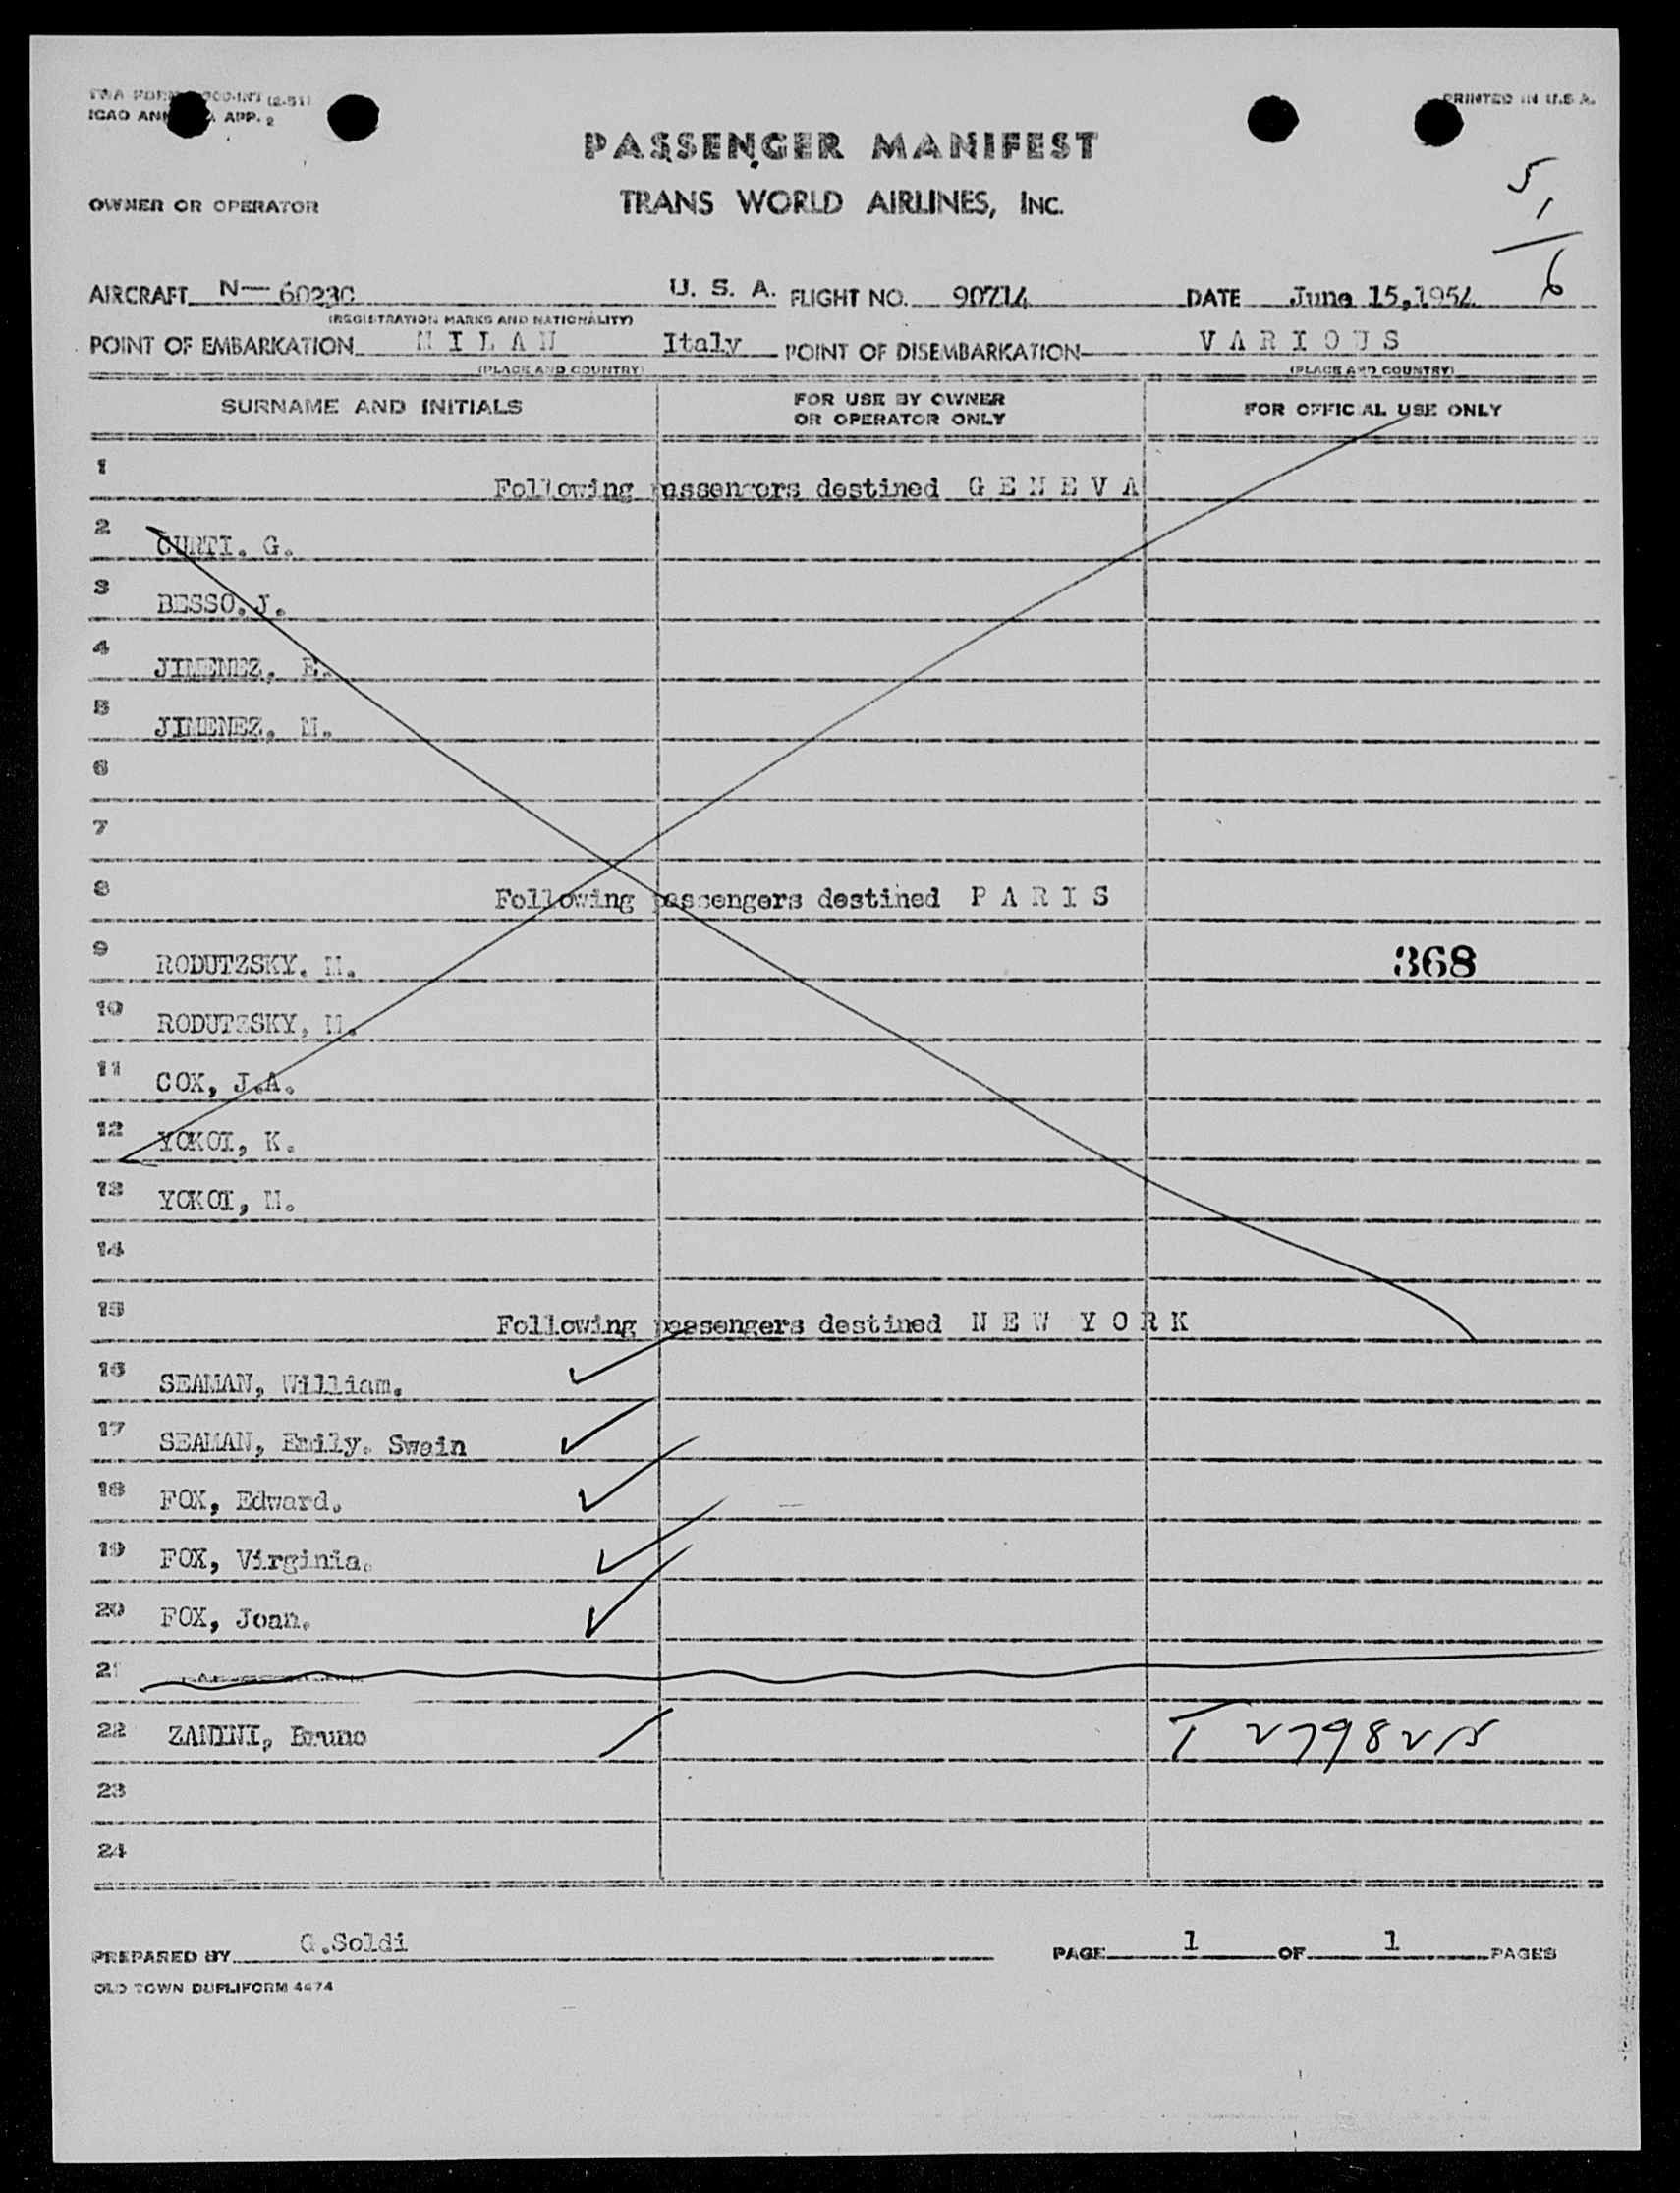 PRINTED IN U.S.A.
ICAO APP. 2
PASSENGER MANIFEST
OWNER OR OPERATOR
TRANS WORLD AIRLINES, INC.
5
1
6
AIRCRAFT N— 6023C U. S. A. FLIGHT NO. DATE June 15,1954
(REGISTRATION MARKS AND NATIONALITY)
POINT OF EMBARKATION MILAN Italy POINT OF DISEMBARKATION VARIOUS
(PLACE AND COUNTRY) (PLACE AND COUNTRY)
SURNAME AND INITIALS FOR USE BY OWNER OR OPERATOR ONLY FOR OFFICIAL USE ONLY
1 Following passengers destined GENEVA
2 CURTI. G.
3 BESSO.J.
4 JIMENEZ, E.
5 JIMENEZ, M.
6
7
8 Following passengers destined PARIS
9 RODUTZSKY. M. 368
10 RODUTZSKY, M.
11 COX, J.A.
12 YOKOI, K.
13 YOKOI, M.
14
15 Following passengers destined NEW YORK
16 SEAMAN, William.
17 SEAMAN, Emily. Swain
18 FOX, Edward.
19 FOX, Virginia.
20 FOX, Joan.
21
22 ZANINI, Bruno
23
24
PREPARED BY G.Soldi PAGE 1 OF 1 PAGES
OLD TOWN DUPLIFORM 4474